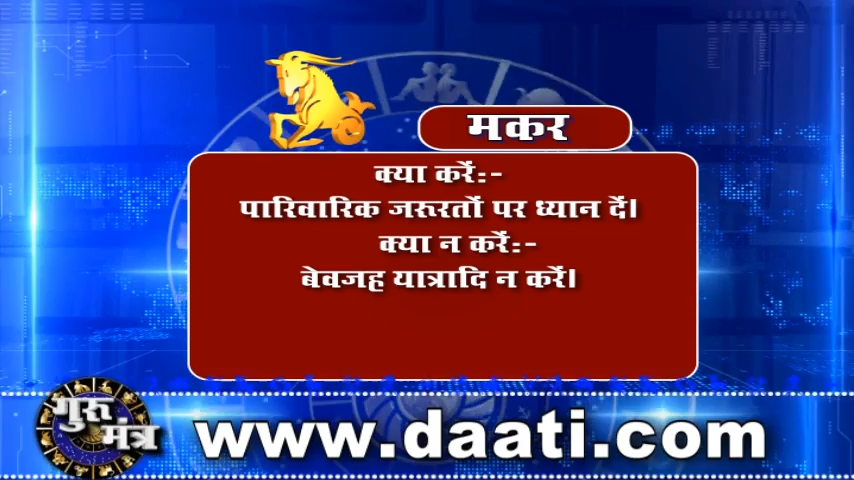 मकर
क्या करें:-
पारिवारिक जरूरतों पर ध्यान दें।
क्या न करें:-
बेवजह यात्रादि न करें।
गुरु
मंत्र
www.daati.com